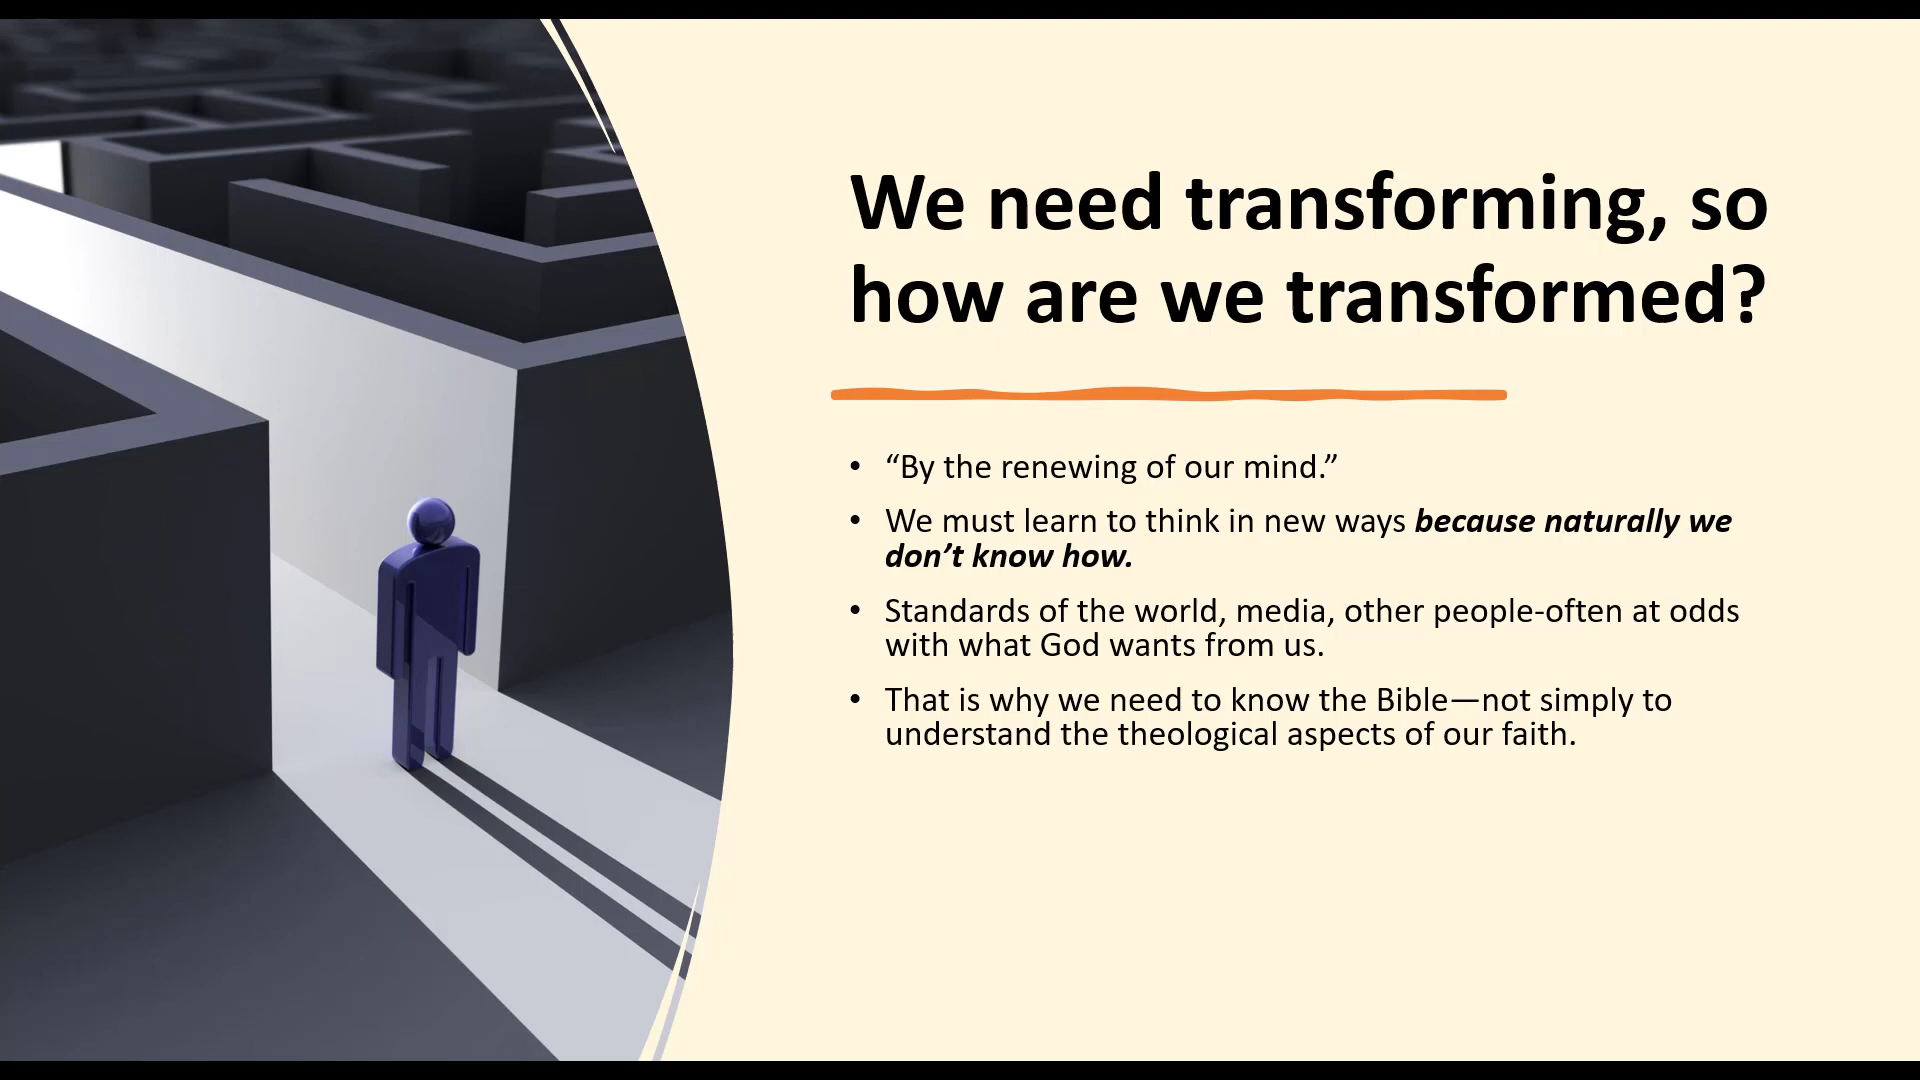 We need transforming, so
how are we transformed?
• “By the renewing of our mind.”
• We must learn to think in new ways because naturally we
don’t know how.
• Standards of the world, media, other people-often at odds
with what God wants from us.
• That is why we need to know the Bible—not simply to
understand the theological aspects of our faith.